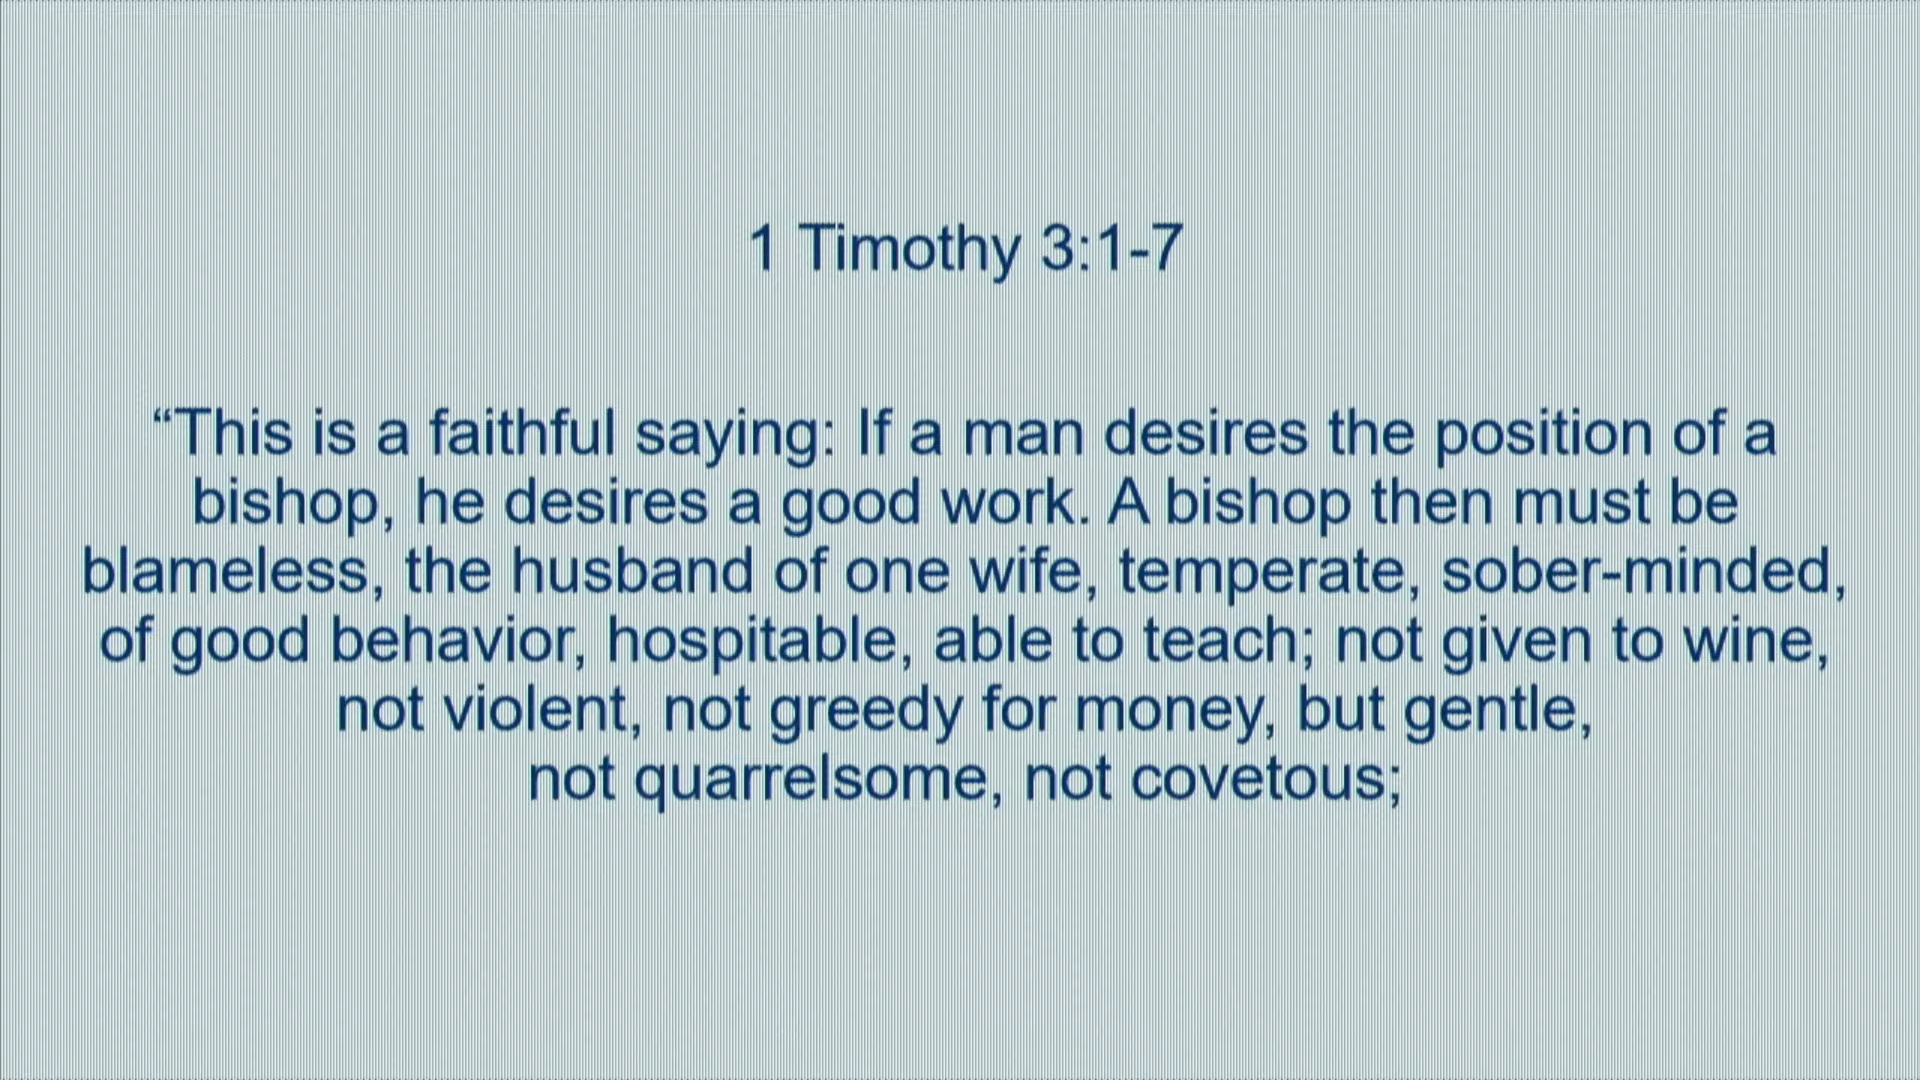 1 Timothy 3:1-7
“This is a faithful saying: If a man desires the position of a
bishop, he desires a good work. A bishop then must be
blameless, the husband of one wife, temperate, sober-minded,
of good behavior, hospitable, able to teach; not given to wine,
not violent, not greedy for money, but gentle,
not quarrelsome, not covetous;